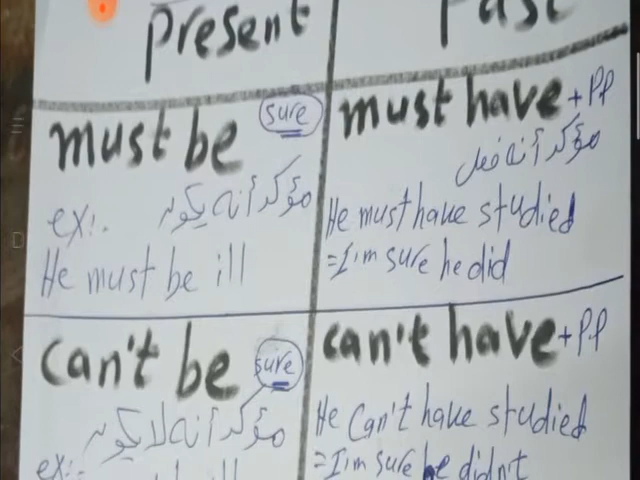 Present
Past
must be
sure
مؤكد أنه يكون
ex:.
He must be ill
must have + PP
مؤكد أنه فعل
He must have studied
= I'm sure he did
can't be
sure
مؤكد أنه لا يكون
ex:-
can't have + PP
He Can't have studied
= I'm sure he didn't